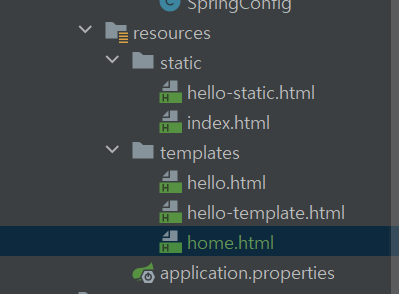 SpringConfig
resources
static
hello-static.html
index.html
templates
hello.html
hello-template.html
home.html
application.properties